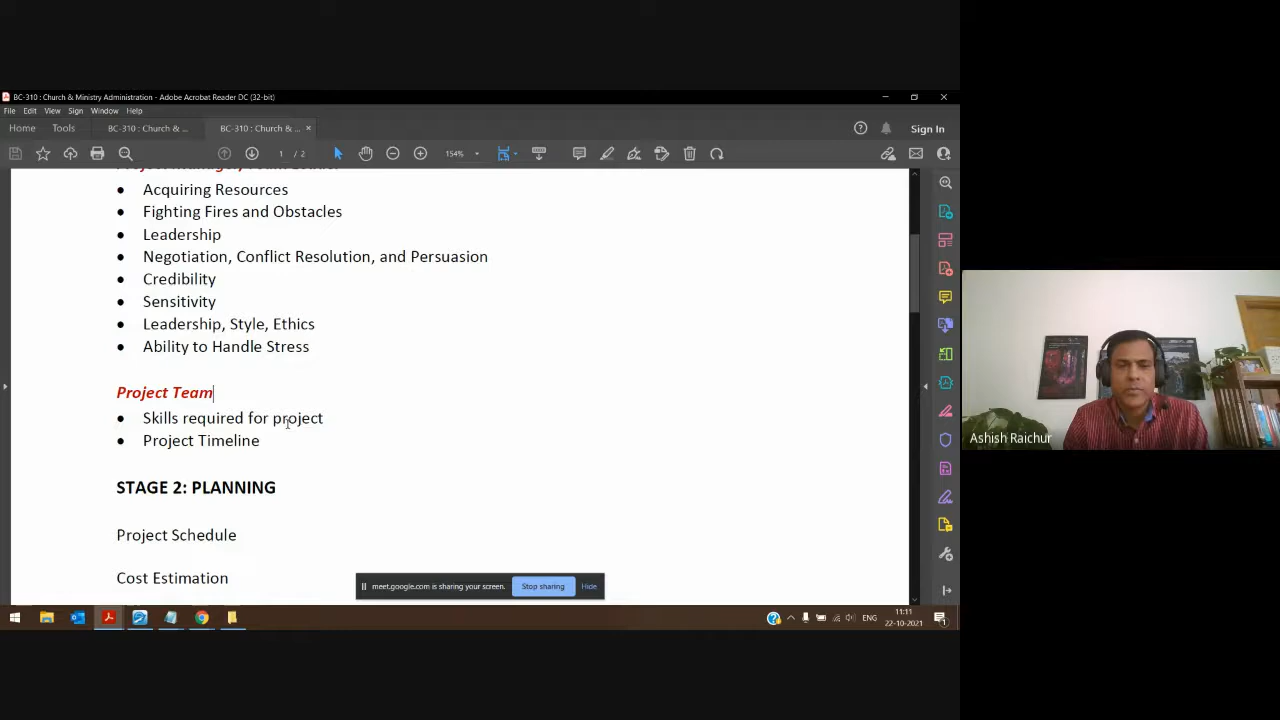 BC-310 : Church & Ministry Administration - Adobe Acrobat Reader DC (32-bit)
File Edit View Sign Window Help
Home Tools BC-310 : Church & ... BC-310 : Church & ... ×
Sign In
1 / 2
154%
Acquiring Resources
Fighting Fires and Obstacles
Leadership
Negotiation, Conflict Resolution, and Persuasion
Credibility
Sensitivity
Leadership, Style, Ethics
Ability to Handle Stress
Project Team
Skills required for project
Project Timeline
STAGE 2: PLANNING
Project Schedule
Cost Estimation
meet.google.com is sharing your screen. Stop sharing Hide
ENG
11:11
22-10-2021
Ashish Raichur